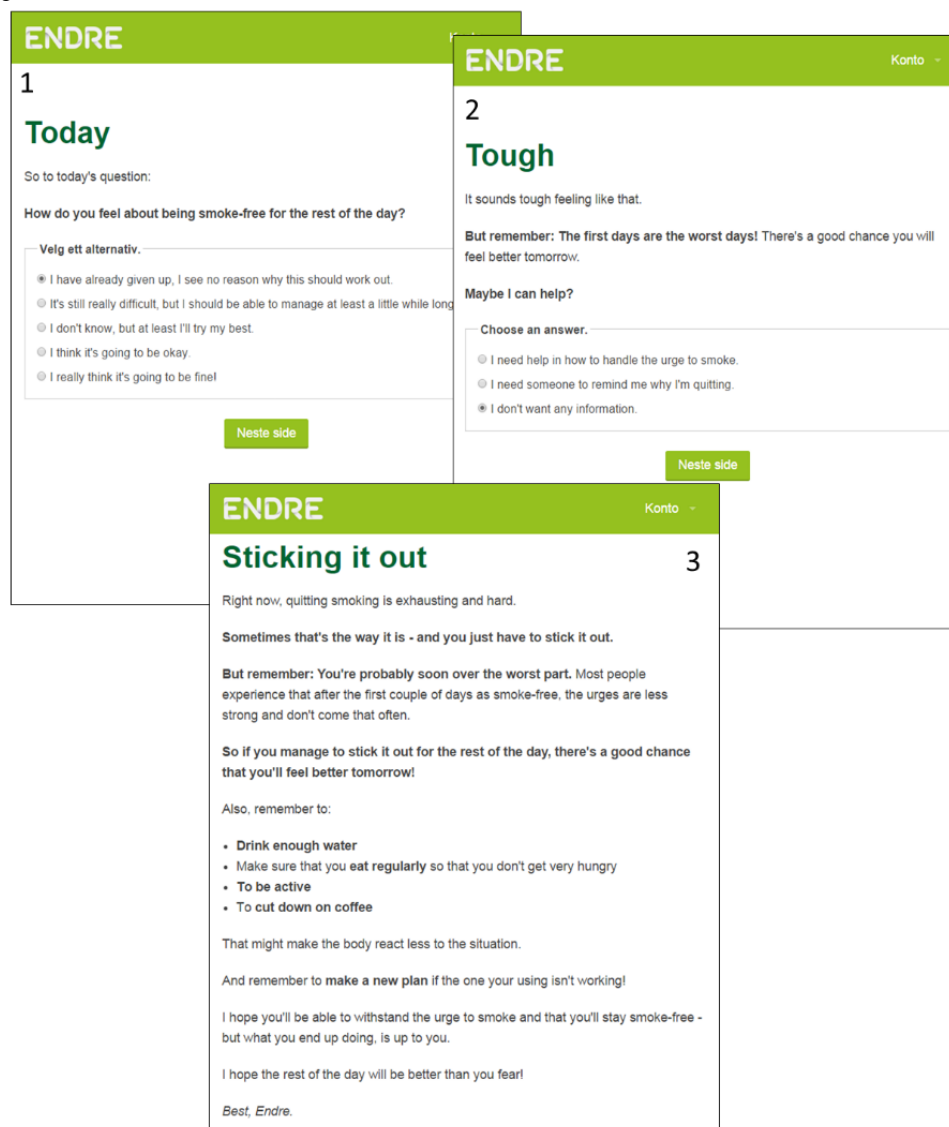 ENDRE
1
Today
So to today's question:
How do you feel about being smoke-free for the rest of the day?
Velg ett alternativ.
I have already given up, I see no reason why this should work out.
It's still really difficult, but I should be able to manage at least a little while long
I don't know, but at least I'll try my best.
I think it's going to be okay.
I really think it's going to be fine!
Neste side
ENDRE
Konto
2
Tough
It sounds tough feeling like that.
But remember: The first days are the worst days! There's a good chance you will
feel better tomorrow.
Maybe I can help?
Choose an answer.
I need help in how to handle the urge to smoke.
I need someone to remind me why I'm quitting.
I don't want any information.
Neste side
ENDRE
Konto
Sticking it out
3
Right now, quitting smoking is exhausting and hard.
Sometimes that's the way it is - and you just have to stick it out.
But remember: You're probably soon over the worst part. Most people
experience that after the first couple of days as smoke-free, the urges are less
strong and don't come that often.
So if you manage to stick it out for the rest of the day, there's a good chance
that you'll feel better tomorrow!
Also, remember to:
• Drink enough water
• Make sure that you eat regularly so that you don't get very hungry
• To be active
• To cut down on coffee
That might make the body react less to the situation.
And remember to make a new plan if the one your using isn't working!
I hope you'll be able to withstand the urge to smoke and that you'll stay smoke-free -
but what you end up doing, is up to you.
I hope the rest of the day will be better than you fear!
Best, Endre.